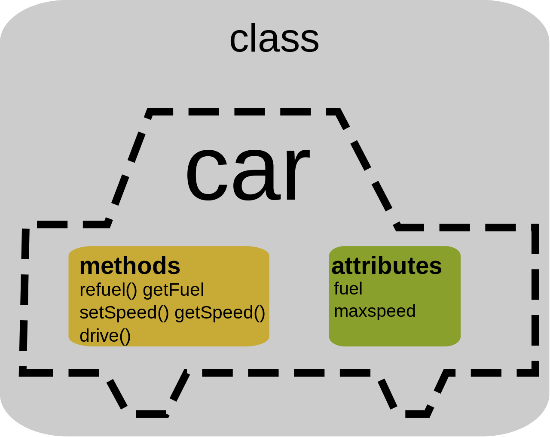 class
car
methods
refuel() getFuel
setSpeed() getSpeed()
drive()
attributes
fuel
maxspeed